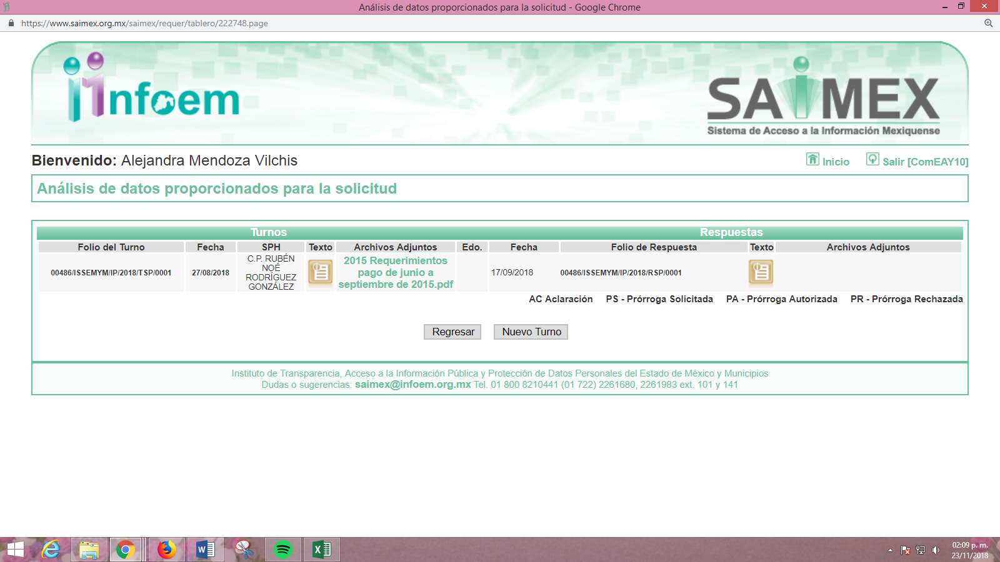 Análisis de datos proporcionados para la solicitud - Google Chrome
https://www.saimex.org.mx/saimex/requer/tablero/222748.page
infoem
SAIMEX
Sistema de Acceso a la Información Mexiquense
Bienvenido: Alejandra Mendoza Vilchis
Inicio Salir [ComEAY10]
Análisis de datos proporcionados para la solicitud
Turnos Respuestas
Folio del Turno Fecha SPH Texto Archivos Adjuntos Edo. Fecha Folio de Respuesta Texto Archivos Adjuntos
00486/ISSEMYM/IP/2018/TSP/0001 27/08/2018
C.P. RUBÉN
NOÉ
RODRÍGUEZ
GONZÁLEZ
2015 Requerimientos
pago de junio a
septiembre de 2015.pdf
17/09/2018 00486/ISSEMYM/IP/2018/RSP/0001
AC Aclaración PS - Prórroga Solicitada PA - Prórroga Autorizada PR - Prórroga Rechazada
Regresar Nuevo Turno
Instituto de Transparencia, Acceso a la Información Pública y Protección de Datos Personales del Estado de México y Municipios
Dudas o sugerencias: saimex@infoem.org.mx Tel. 01 800 8210441 (01 722) 2261680, 2261983 ext. 101 y 141
02:09 p. m.
23/11/2018